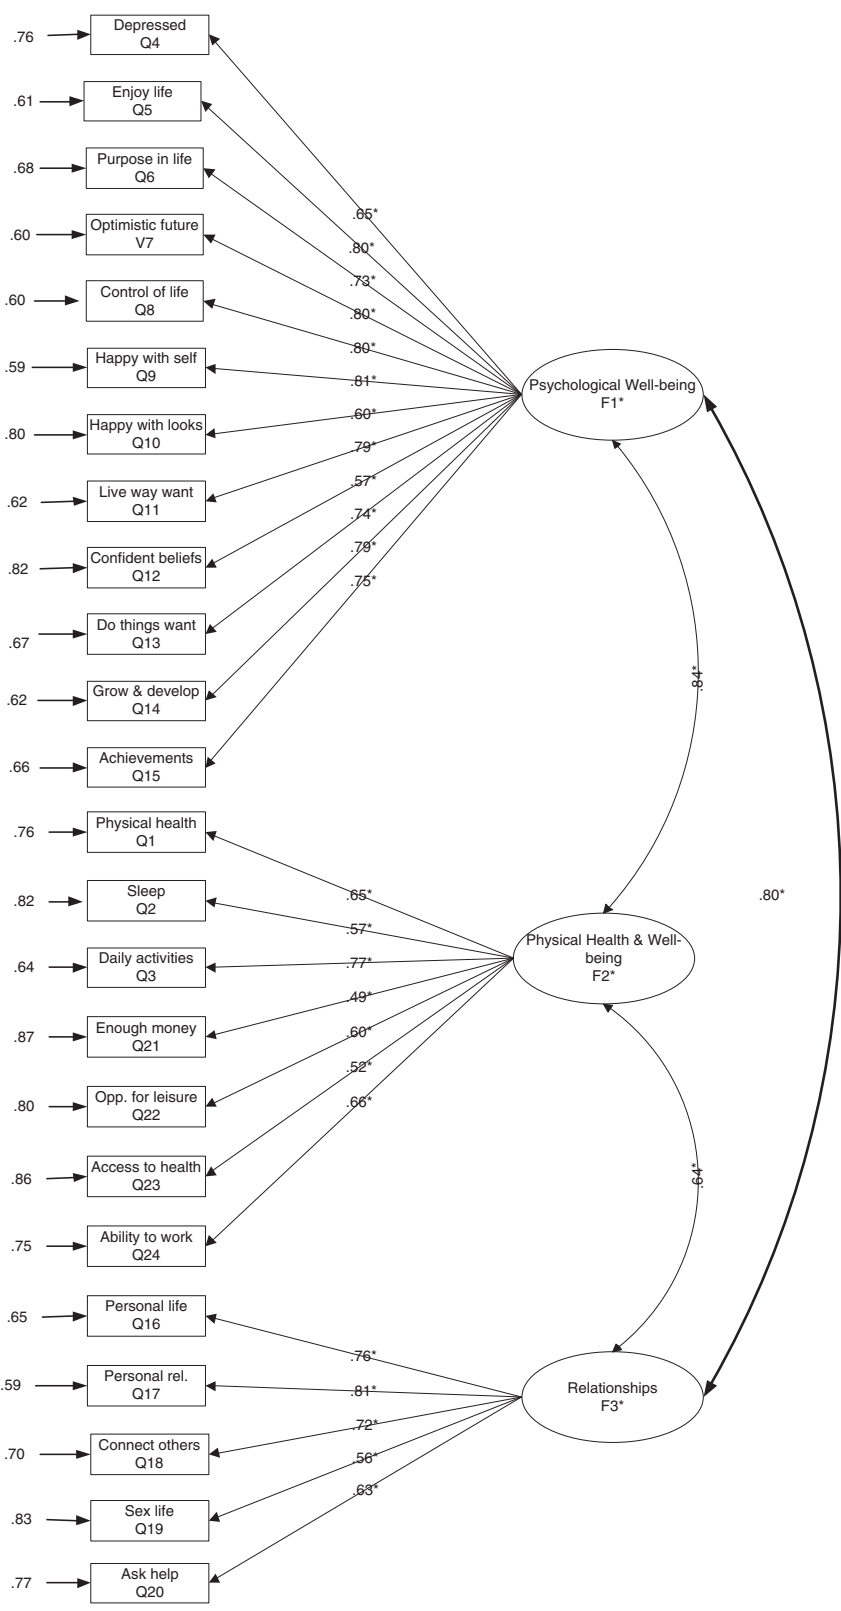 .76
Depressed
Q4
.61
Enjoy life
Q5
.68
Purpose in life
Q6
.60
Optimistic future
V7
.60
Control of life
Q8
.59
Happy with self
Q9
.80
Happy with looks
Q10
.62
Live way want
Q11
.82
Confident beliefs
Q12
.67
Do things want
Q13
.62
Grow & develop
Q14
.66
Achievements
Q15
.65*
.80*
.73*
.80*
.80*
.81*
.60*
.79*
.57*
.74*
.79*
.75*
Psychological Well-being
F1*
.84*
.76
Physical health
Q1
.82
Sleep
Q2
.64
Daily activities
Q3
.87
Enough money
Q21
.80
Opp. for leisure
Q22
.86
Access to health
Q23
.75
Ability to work
Q24
.65*
.57*
.77*
.49*
.60*
.52*
.66*
Physical Health & Well-
being
F2*
.80*
.64*
.65
Personal life
Q16
.59
Personal rel.
Q17
.70
Connect others
Q18
.83
Sex life
Q19
.77
Ask help
Q20
.76*
.81*
.72*
.56*
.63*
Relationships
F3*